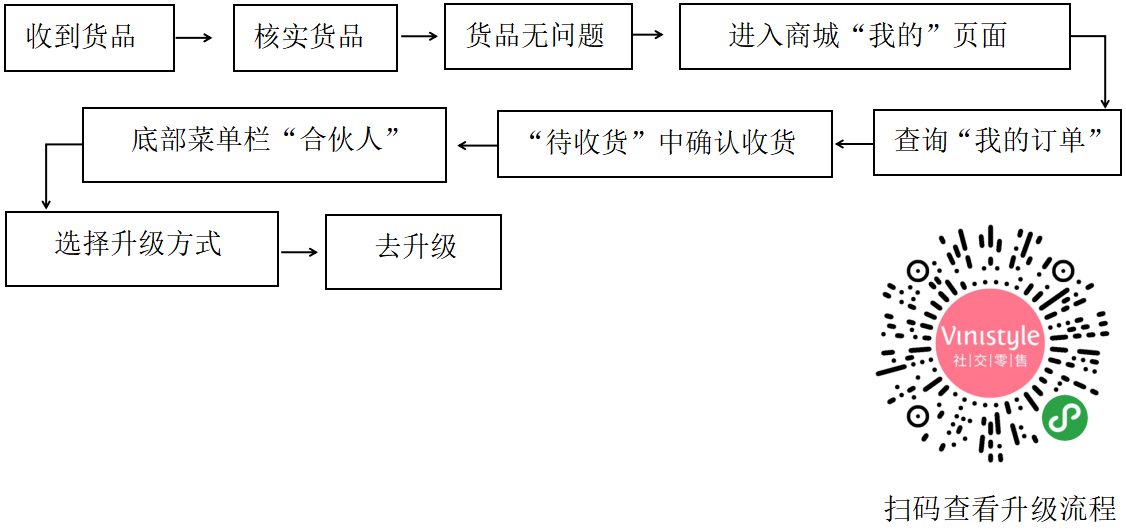 收到货品
核实货品
货品无问题
进入商城“我的”页面
查询“我的订单”
“待收货”中确认收货
底部菜单栏“合伙人”
选择升级方式
去升级
Vinistyle
社|交|零|售
扫码查看升级流程